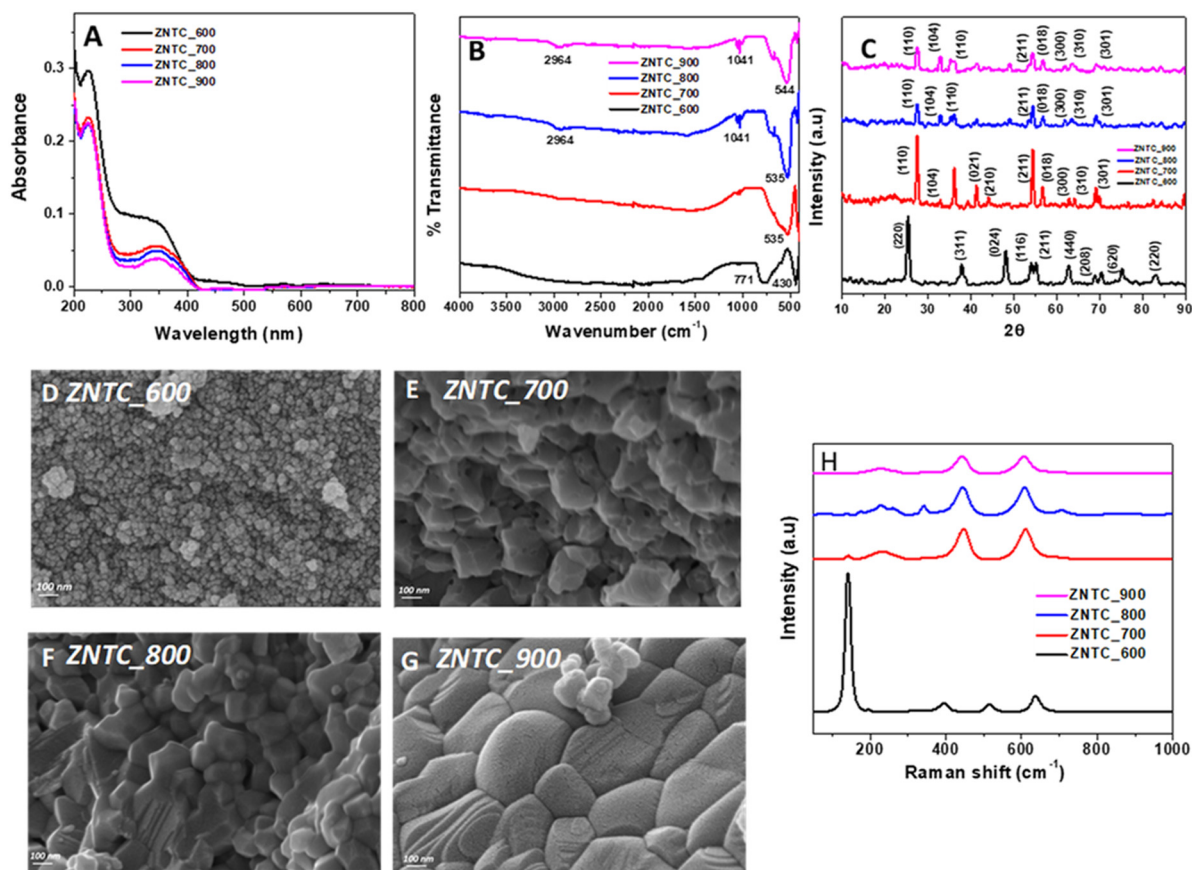 A
ZNTC_600
ZNTC_700
ZNTC_800
ZNTC_900
Absorbance
0.3
0.2
0.1
0.0
200 300 400 500 600 700 800
Wavelength (nm)
B
ZNTC_900
ZNTC_800
ZNTC_700
ZNTC_600
% Transmittance
2964
1041
544
2964
1041
535
535
771
430
4000 3500 3000 2500 2000 1500 1000 500
Wavenumber (cm-1)
C
Intensity (a.u)
(110) (104) (110) (211) (018) (300) (310) (301)
(110) (104) (110) (211) (018) (300) (310) (301)
ZNTC_900
ZNTC_800
ZNTC_700
ZNTC_600
(110) (104) (021) (210) (211) (018) (300) (310) (301)
(220) (311) (024) (116) (211) (440) (208) (620) (220)
10 20 30 40 50 60 70 80 90
2θ
D ZNTC_600
100 nm
E ZNTC_700
100 nm
F ZNTC_800
100 nm
G ZNTC_900
100 nm
H
Intensity (a.u)
ZNTC_900
ZNTC_800
ZNTC_700
ZNTC_600
200 400 600 800 1000
Raman shift (cm-1)